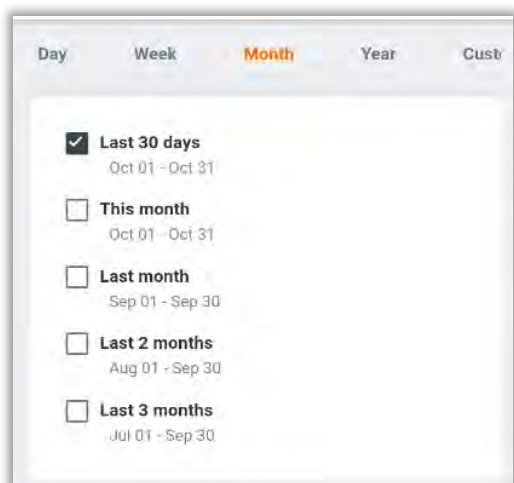 Day Week Month Year Cust
Last 30 days
Oct 01 - Oct 31
This month
Oct 01 - Oct 31
Last month
Sep 01 - Sep 30
Last 2 months
Aug 01 - Sep 30
Last 3 months
Jul 01 - Sep 30